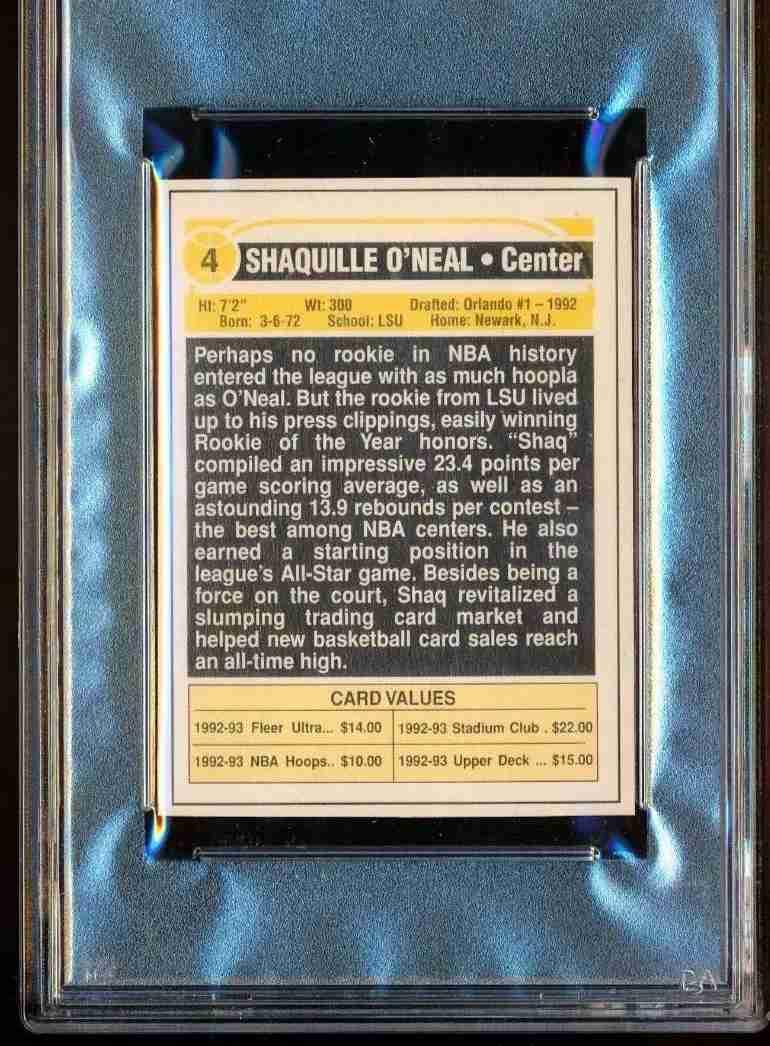 4 SHAQUILLE O'NEAL • Center
Ht: 7'2" Wt: 300 Drafted: Orlando #1 – 1992
Born: 3-6-72 School: LSU Home: Newark, N.J.
Perhaps no rookie in NBA history
entered the league with as much hoopla
as O'Neal. But the rookie from LSU lived
up to his press clippings, easily winning
Rookie of the Year honors. “Shaq”
compiled an impressive 23.4 points per
game scoring average, as well as an
astounding 13.9 rebounds per contest –
the best among NBA centers. He also
earned a starting position in the
league's All-Star game. Besides being a
force on the court, Shaq revitalized a
slumping trading card market and
helped new basketball card sales reach
an all-time high.
CARD VALUES
1992-93 Fleer Ultra... $14.00 1992-93 Stadium Club . $22.00
1992-93 NBA Hoops.. $10.00 1992-93 Upper Deck ... $15.00